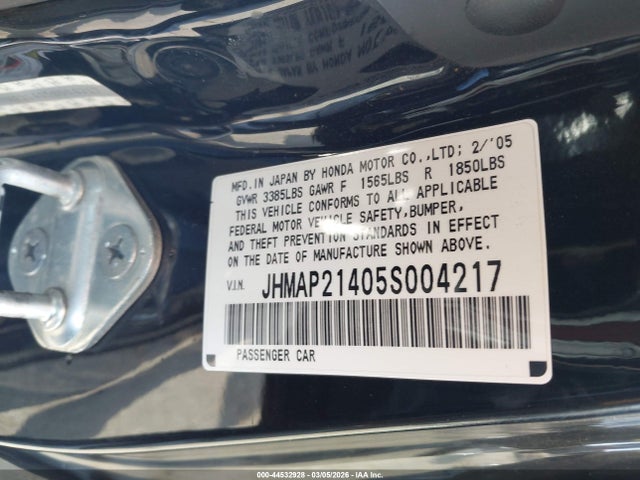 MFD.IN JAPAN BY HONDA MOTOR CO.,LTD; 2/'05
GVWR 3385LBS GAWR F 1565LBS R 1850LBS
THIS VEHICLE CONFORMS TO ALL APPLICABLE
FEDERAL MOTOR VEHICLE SAFETY,BUMPER,
AND THEFT PREVENTION STANDARDS IN EFFECT
ON THE DATE OF MANUFACTURE SHOWN ABOVE.
V.I.N. JHMAP21405S004217
PASSENGER CAR
000-44532928 - 03/05/2026 - COPART